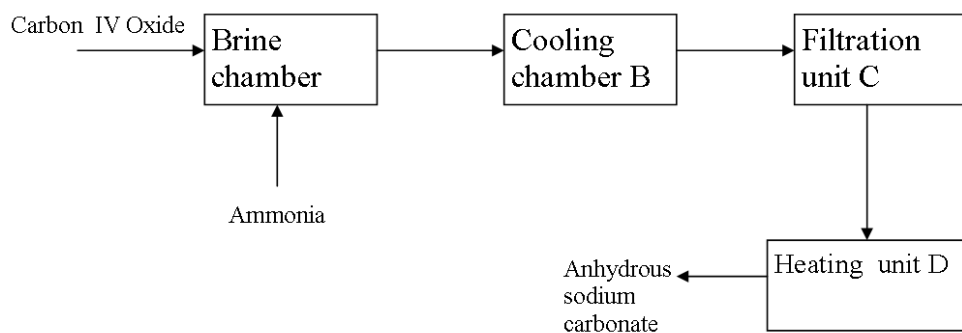 Carbon IV Oxide
Brine
chamber
Cooling
chamber B
Filtration
unit C
Ammonia
Heating unit D
Anhydrous
sodium
carbonate